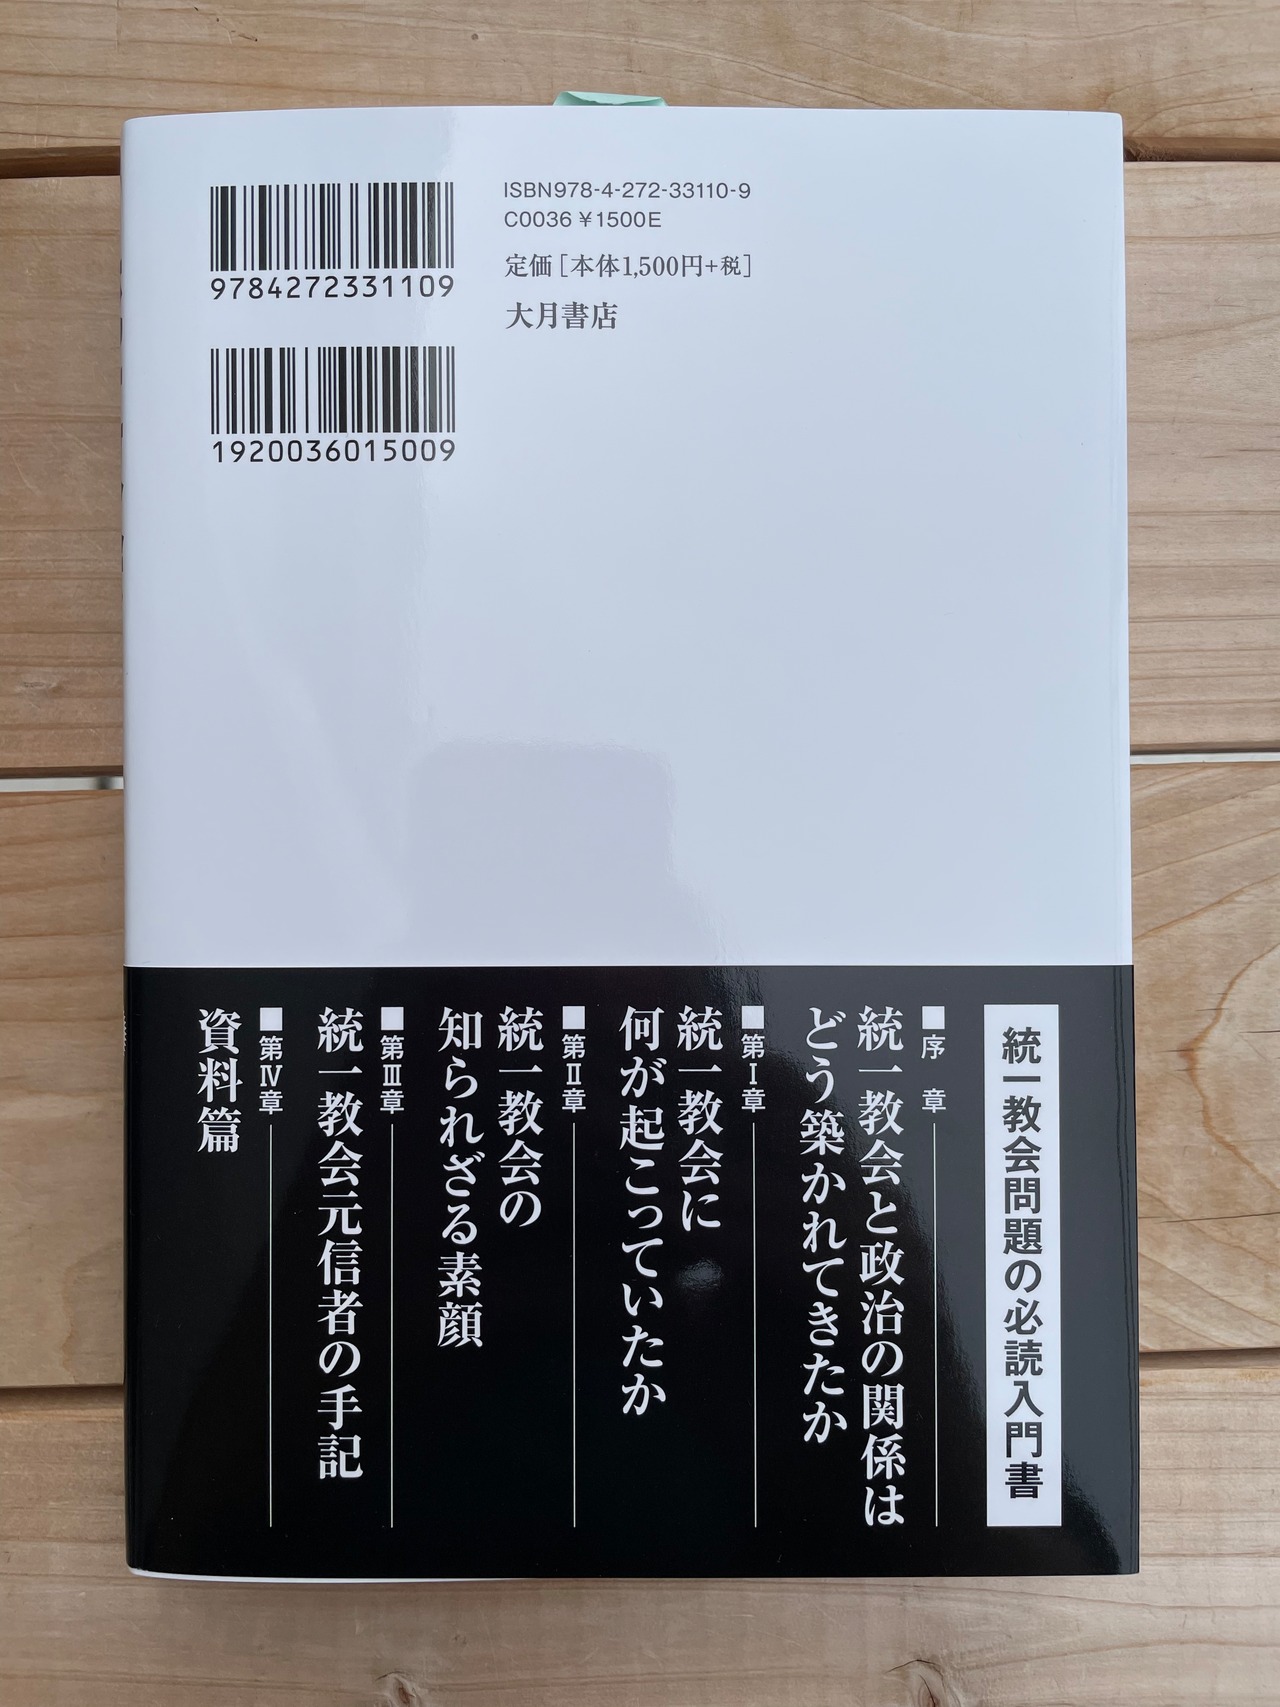 ISBN978-4-272-33110-9
C0036 ¥1500E
定価[本体1,500円+税]
大月書店
9784272331109
1920036015009
統一教会問題の必読入門書
■序 章
統一教会と政治の関係は
どう築かれてきたか
■第Ⅰ章
統一教会に
何が起こっていたか
■第Ⅱ章
統一教会の
知られざる素顔
■第Ⅲ章
統一教会元信者の手記
■第Ⅳ章
資料篇